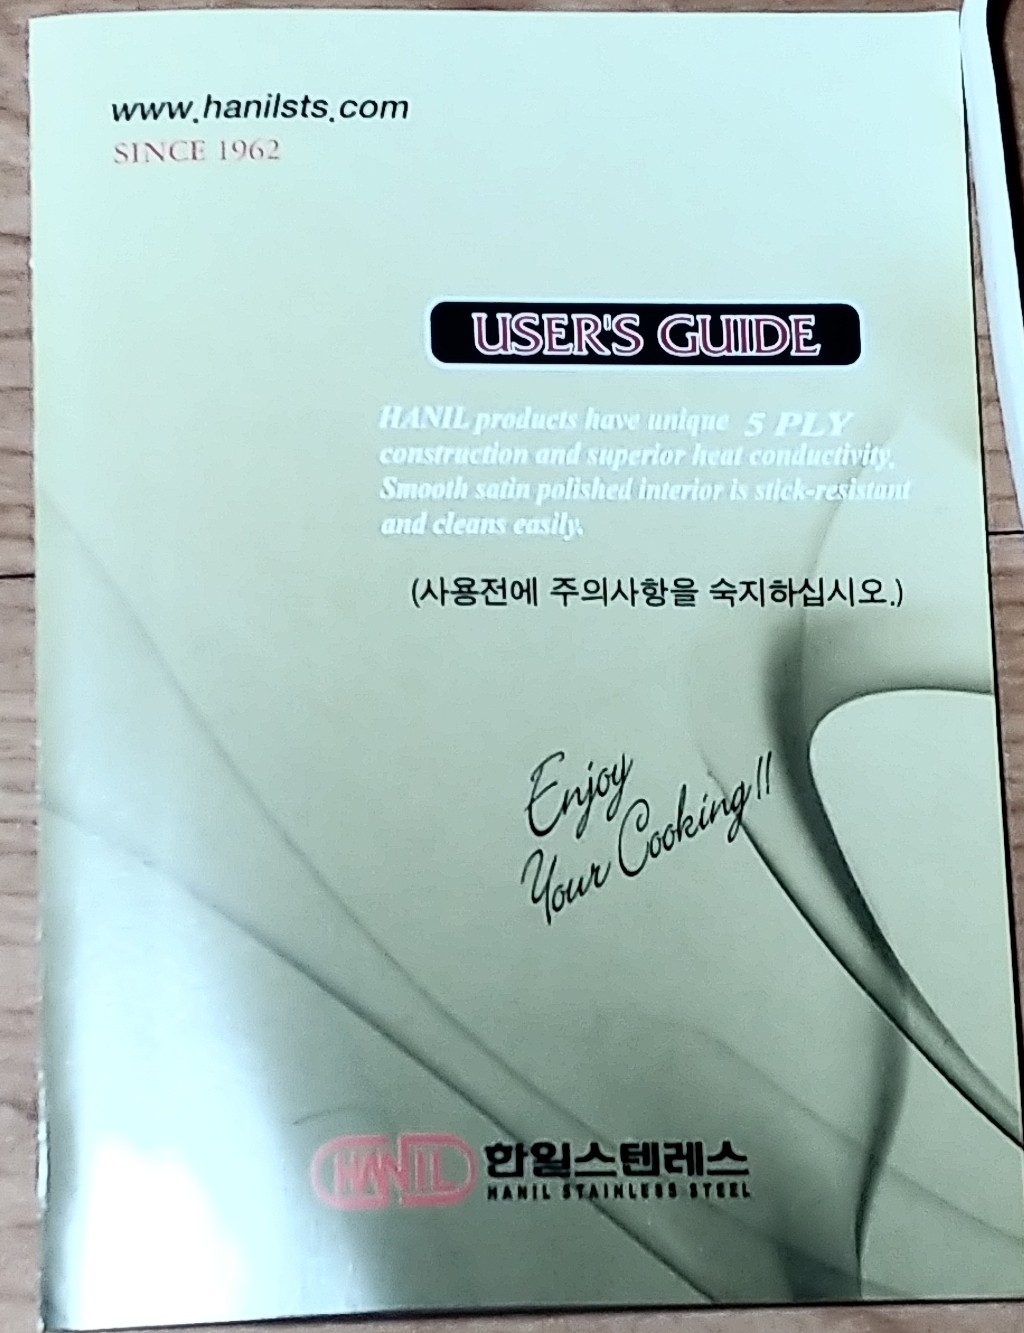 www.hanilsts.com
SINCE 1962
USER'S GUIDE
HANIL products have unique 5 PLY
construction and superior heat conductivity.
Smooth satin polished interior is stick-resistant
and cleans easily.
(사용전에 주의사항을 숙지하십시오.)
Enjoy
Your Cooking!!
HANIL 한일스텐레스
HANIL STAINLESS STEEL